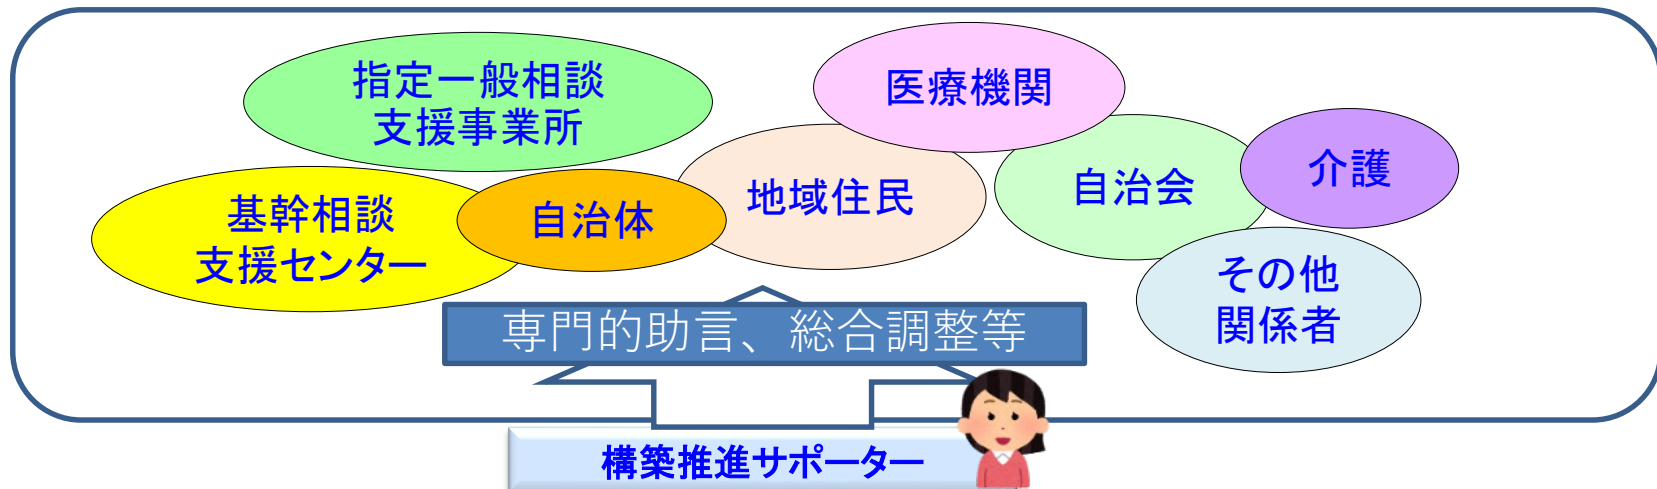 指定一般相談
支援事業所
医療機関
基幹相談
支援センター
自治体
地域住民
自治会
介護
その他
関係者
専門的助言、総合調整等
構築推進サポーター